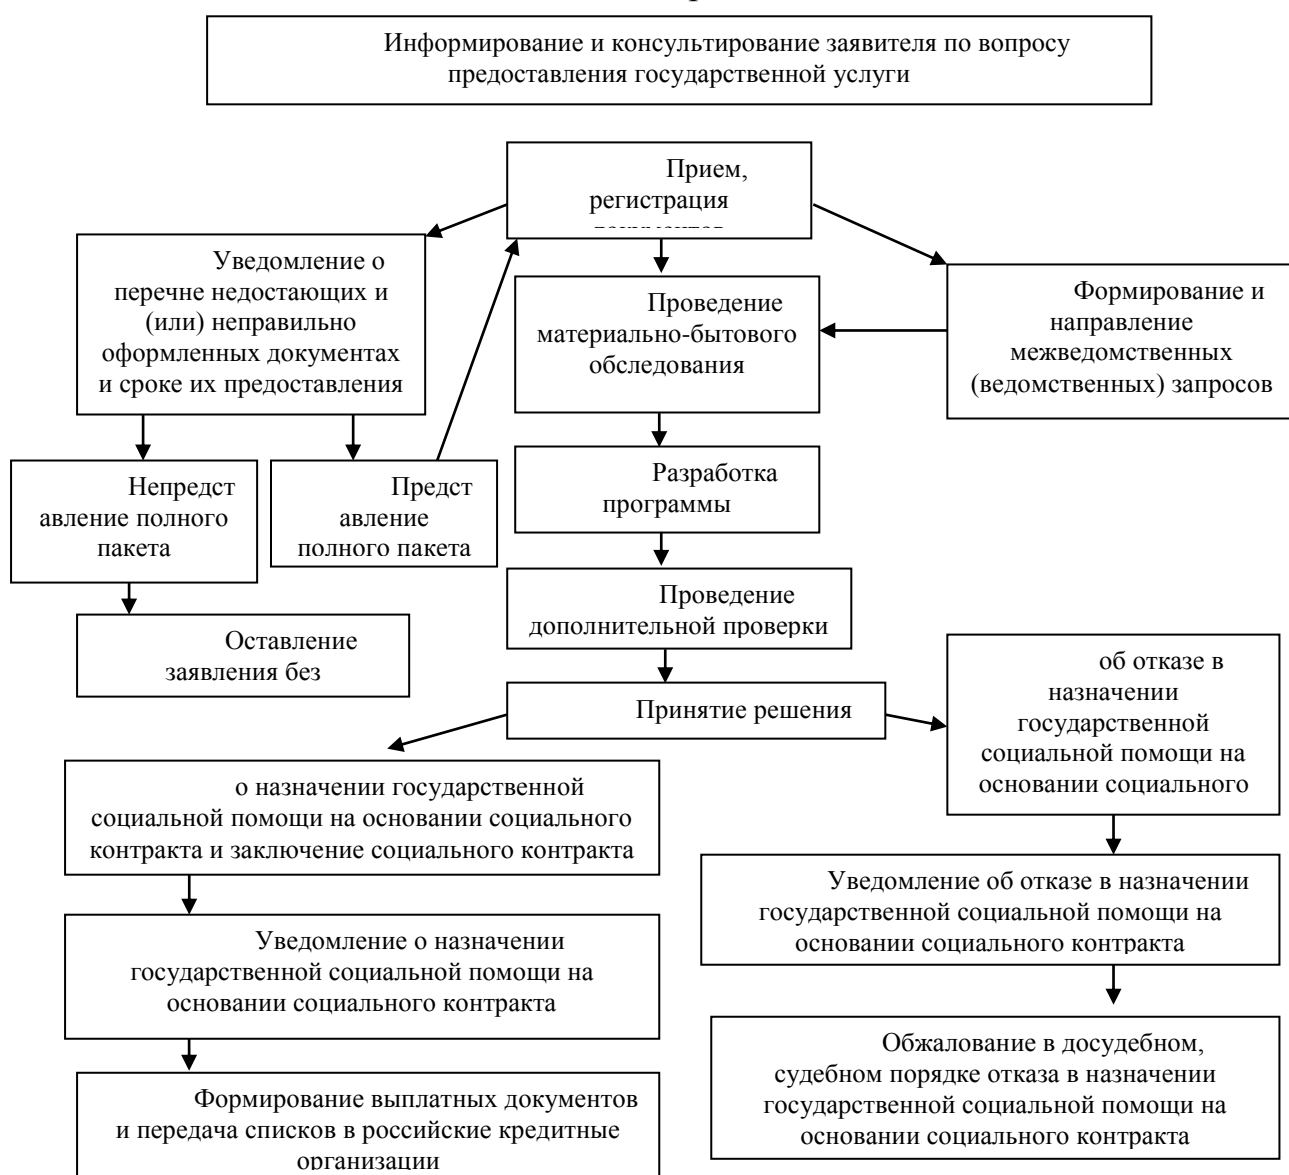 Информирование и консультирование заявителя по вопросу
предоставления государственной услуги
Прием,
регистрация
Уведомление о
перечне недостающих и
(или) неправильно
оформленных документах
и сроке их предоставления
Проведение
материально-бытового
обследования
Формирование и
направление
межведомственных
(ведомственных) запросов
Непредст
авление полного
пакета
Предст
авление
полного пакета
Разработка
программы
Проведение
дополнительной проверки
Оставление
заявления без
Принятие решения
об отказе в
назначении
государственной
социальной помощи на
основании социального
о назначении государственной
социальной помощи на основании социального
контракта и заключение социального контракта
Уведомление об отказе в назначении
государственной социальной помощи на
основании социального контракта
Уведомление о назначении
государственной социальной помощи на
основании социального контракта
Обжалование в досудебном,
судебном порядке отказа в назначении
государственной социальной помощи на
основании социального контракта
Формирование выплатных документов
и передача списков в российские кредитные
организации